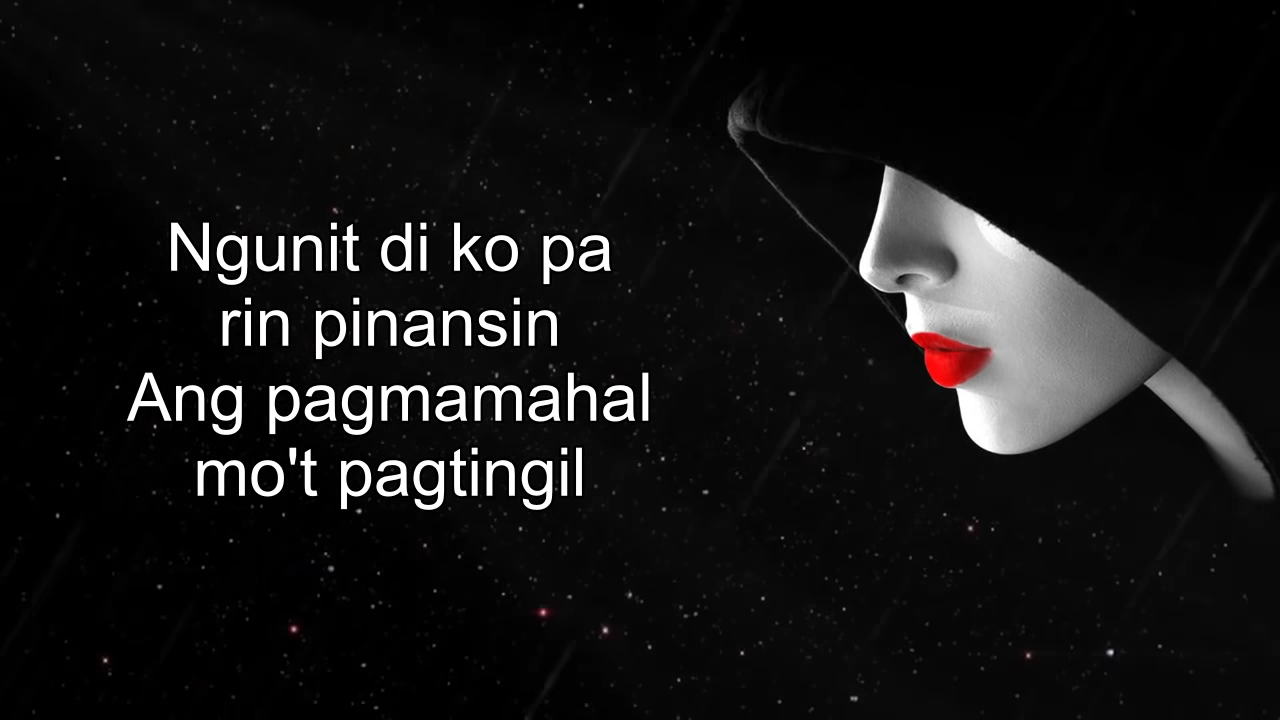 Ngunit di ko pa
rin pinansin
Ang pagmamahal
mo't pagtingil